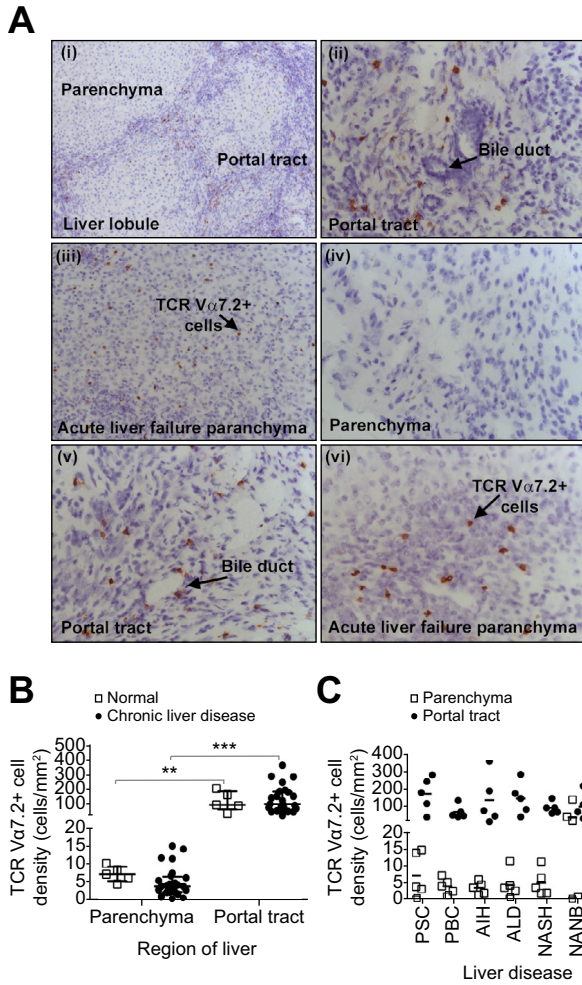 A
(i)
Parenchyma
Portal tract
Liver lobule
(ii)
Bile duct
Portal tract
(iii)
TCR Vα7.2+
cells
Acute liver failure paranchyma
(iv)
Parenchyma
(v)
Bile duct
Portal tract
(vi)
TCR Vα7.2+
cells
Acute liver failure paranchyma
B
Normal
Chronic liver disease
TCR Vα7.2+ cell
density (cells/mm²)
500
400
300
200
100
20
15
10
5
0
**
***
Parenchyma Portal tract
Region of liver
C
Parenchyma
Portal tract
TCR Vα7.2+ cell
density (cells/mm²)
400
300
200
100
20
15
10
5
0
PSC
PBC
AIH
ALD
NASH
NANB
Liver disease